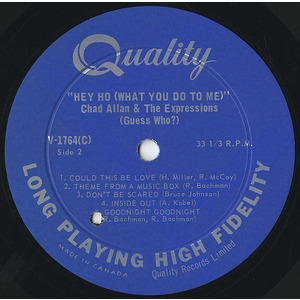 Quality
"HEY HO (WHAT YOU DO TO ME)"
Chad Allan & The Expressions
(Guess Who?)
V-1764(C)
33 1/3 R.P.M.
Side 2
1. COULD THIS BE LOVE (H. Miller, R. McCoy)
2. THEME FROM A MUSIC BOX (R. Bachman)
3. DON'T BE SCARED (Bruce Johnson)
4. INSIDE OUT (A. Kobel)
GOODNIGHT GOODNIGHT
R. Bachman, R. Bachman)
LONG PLAYING HIGH FIDELITY
MADE IN CANADA
Quality Records Limited